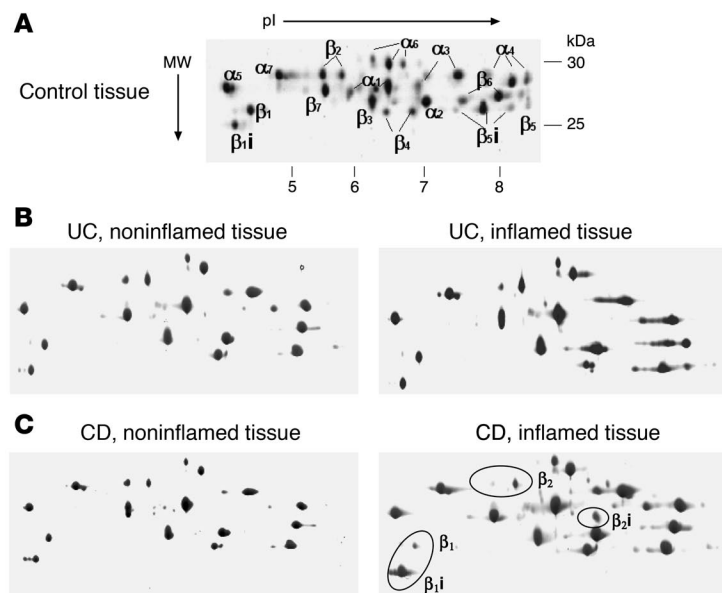 A
pI
kDa
MW
Control tissue
α5
α7
β2
α6
α3
α4
30
β1
β7
α1
β3
β4
α2
β6
β5i
β5
β1i
25
5
6
7
8
B
UC, noninflamed tissue
UC, inflamed tissue
C
CD, noninflamed tissue
CD, inflamed tissue
β2
β2i
β1
β1i